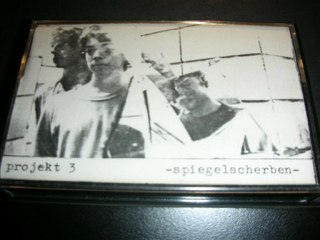 projekt 3
-spiegelscherben-